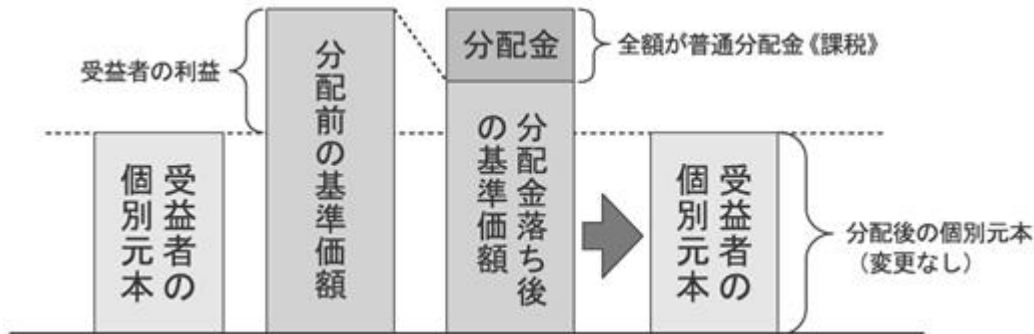 受益者の利益
分配前の基準価額
分配金
全額が普通分配金《課税》
受益者の
個別元本
分配金落ち後
の基準価額
受益者の
個別元本
分配後の個別元本
(変更なし)